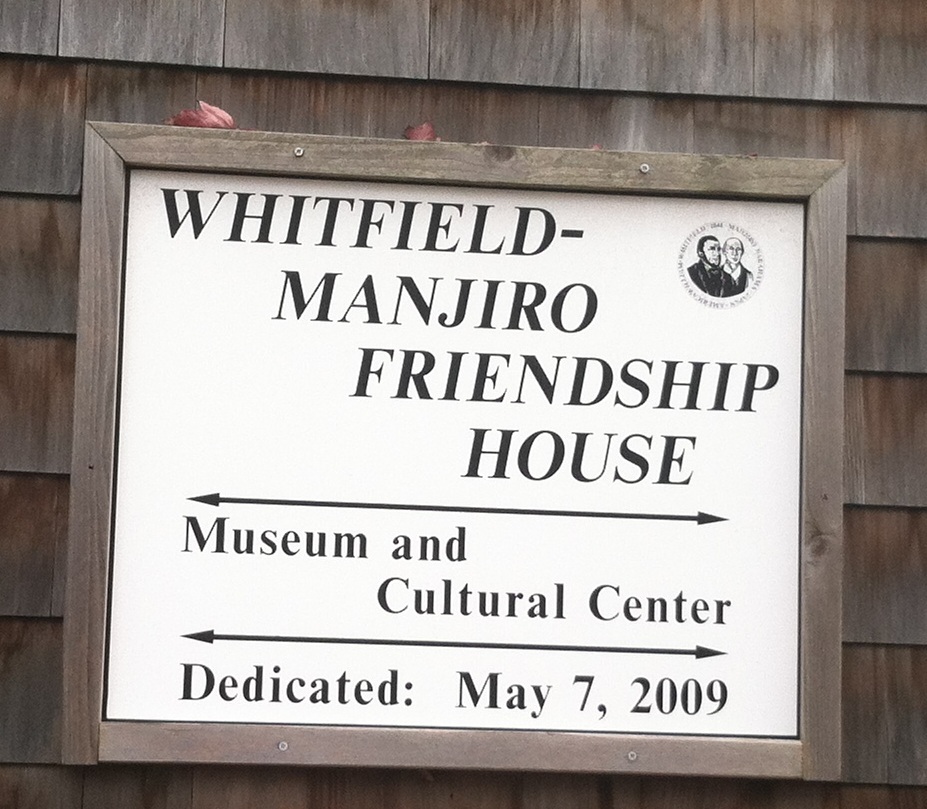 WHITFIELD-
MANJIRO
FRIENDSHIP
HOUSE
Museum and
Cultural Center
Dedicated: May 7, 2009